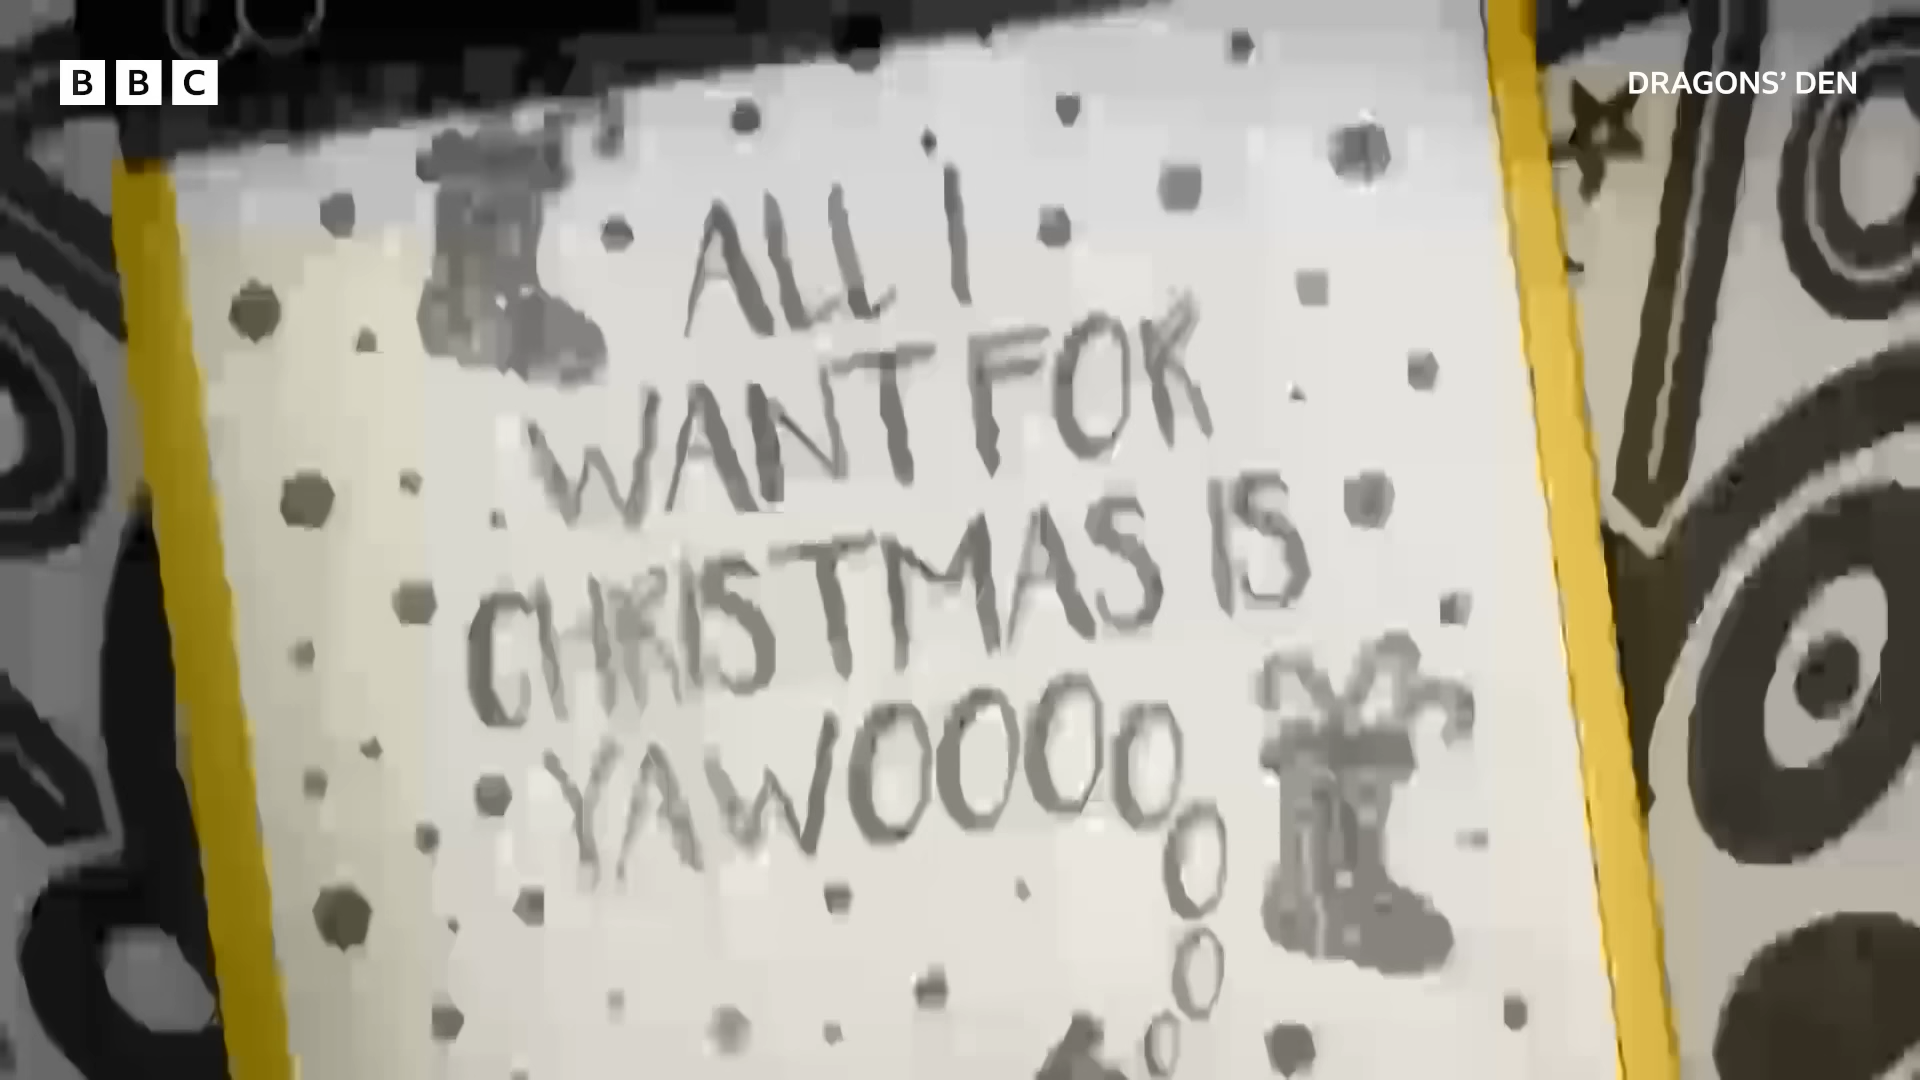 BBC
DRAGONS' DEN
ALL I
WANT FOR
CHRISTMAS IS
YAWOOOOOOO